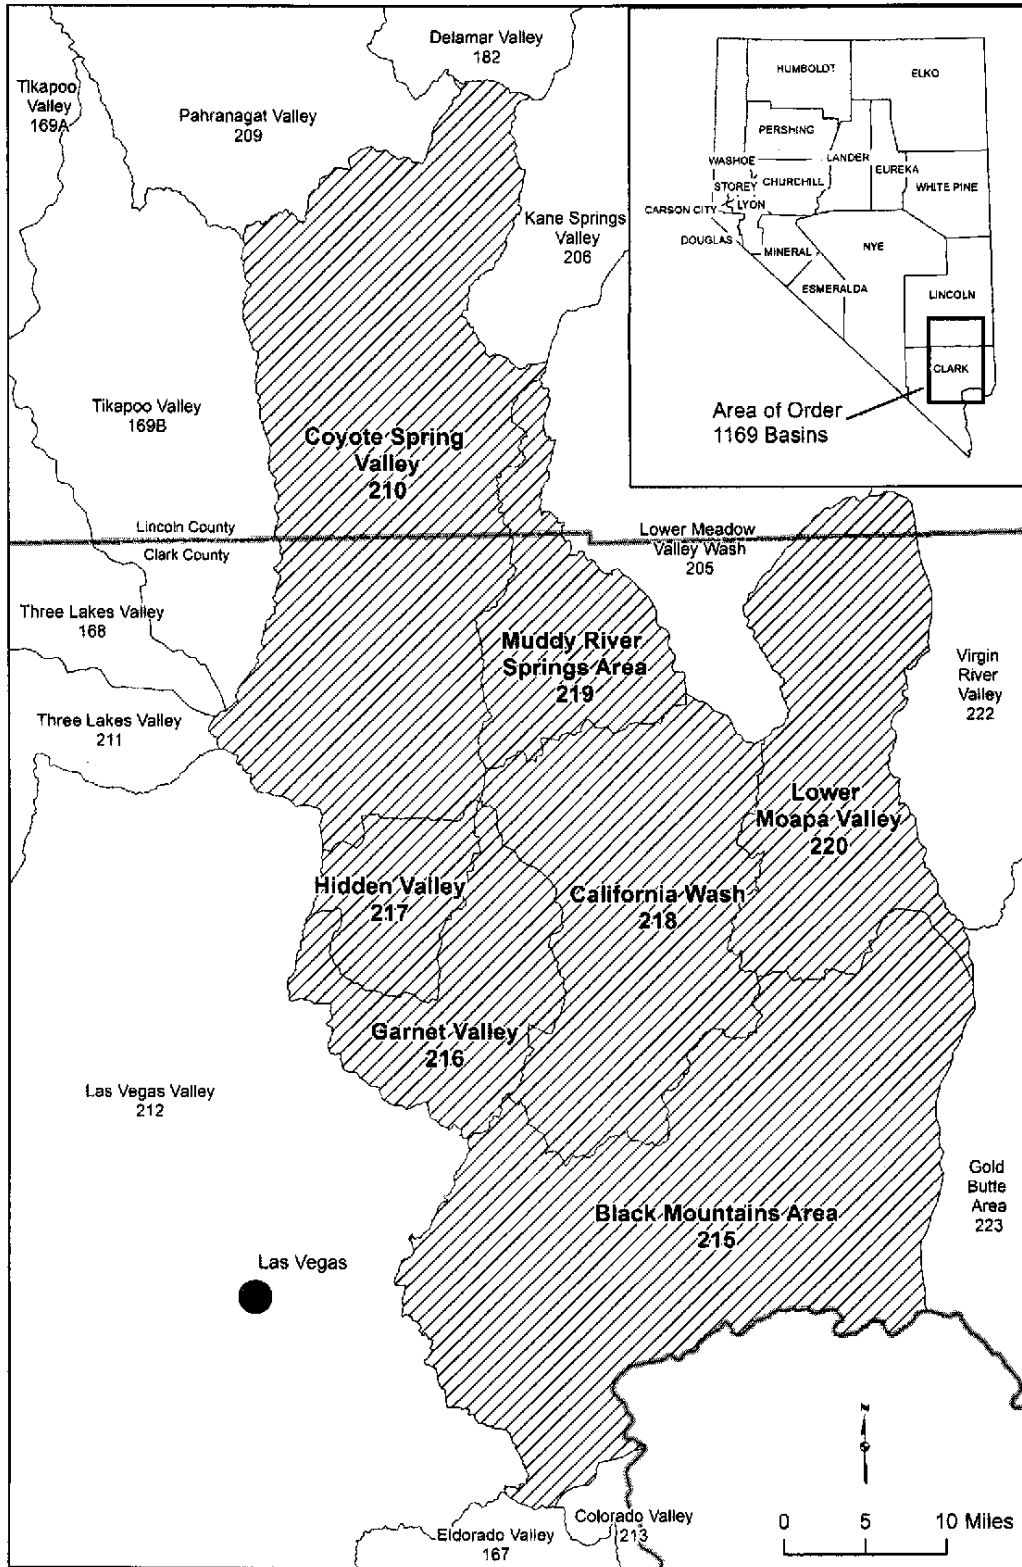 Delamar Valley
182
Tikapoo
Valley
169A
Pahranagat Valley
209
Kane Springs
Valley
206
HUMBOLDT
ELKO
PERSHING
WASHOE
LANDER
EUREKA
STOREY
CHURCHILL
WHITE PINE
LYON
CARSON CITY
DOUGLAS
NYE
MINERAL
ESMERALDA
LINCOLN
CLARK
Area of Order
1169 Basins
Tikapoo Valley
169B
Coyote Spring
Valley
210
Lincoln County
Clark County
Lower Meadow
Valley Wash
205
Three Lakes Valley
168
Muddy River
Springs Area
219
Virgin
River
Valley
222
Three Lakes Valley
211
Lower
Moapa Valley
220
Hidden Valley
217
California Wash
218
Garnet Valley
216
Las Vegas Valley
212
Gold
Butte
Area
223
Black Mountains Area
215
Las Vegas
N
Colorado Valley
213
Eldorado Valley
167
0 5 10 Miles